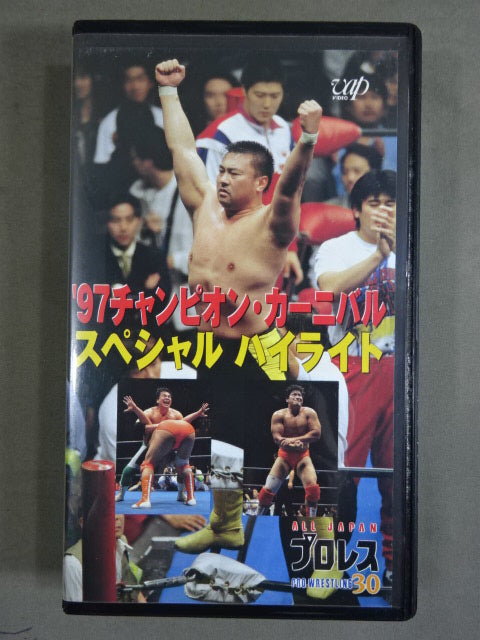 vap
VIDEO
'97チャンピオン・カーニバル
スペシャル ハイライト
ALL JAPAN
プロレス
PRO WRESTLING 30